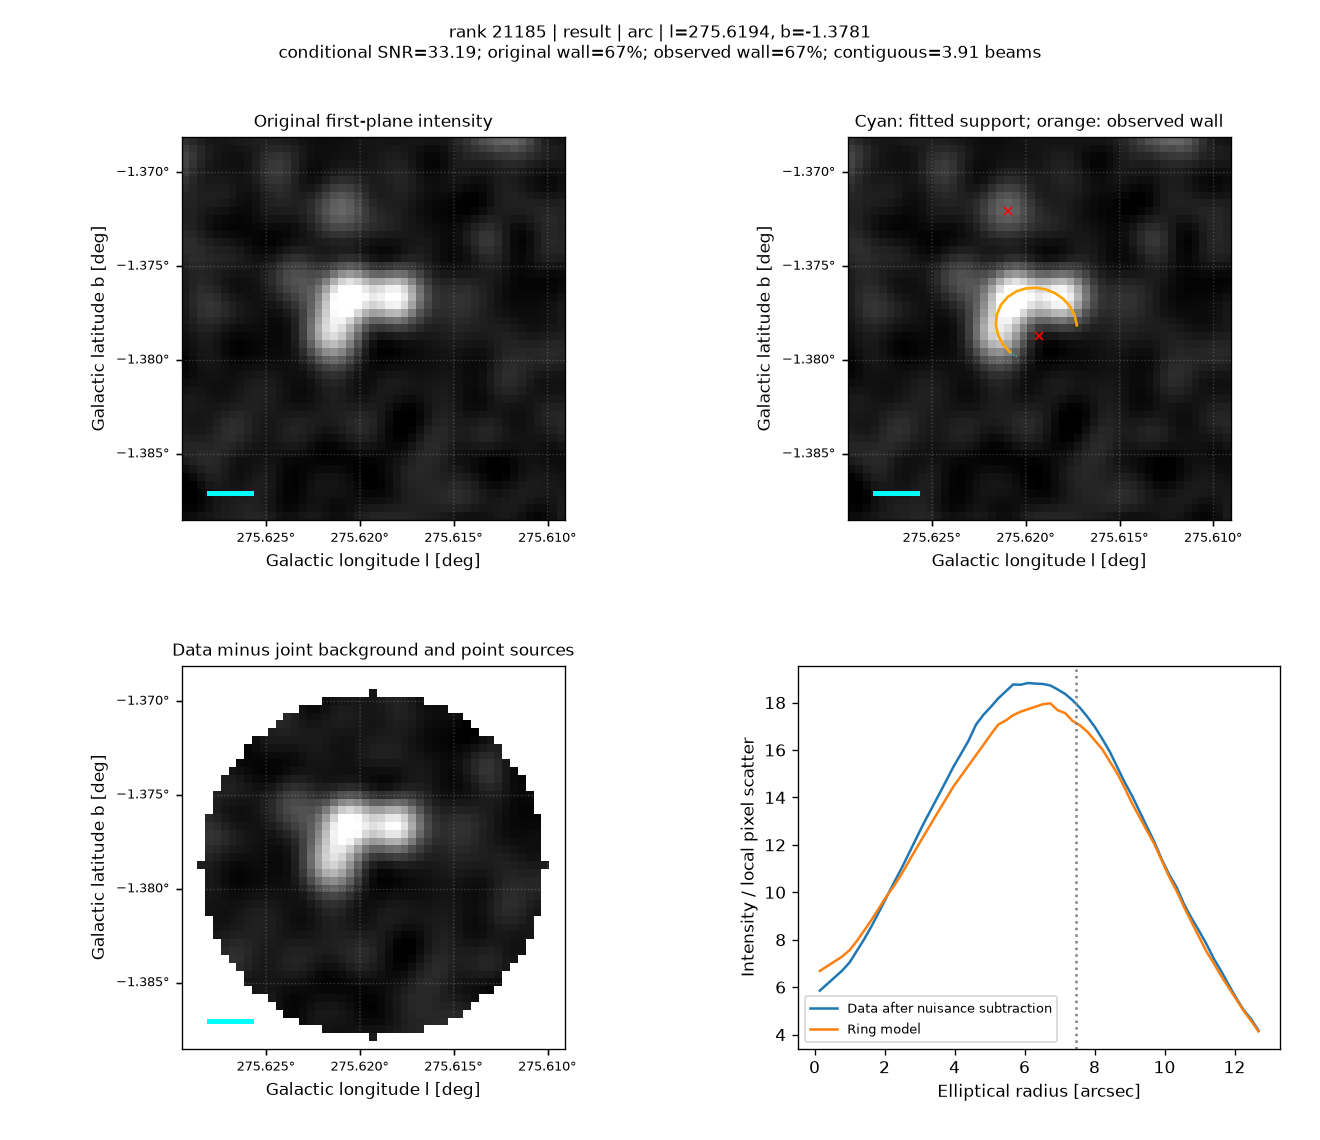 rank 21185 | result | arc | l=275.6194, b=-1.3781
conditional SNR=33.19; original wall=67%; observed wall=67%; contiguous=3.91 beams
Original first-plane intensity
−1.370°
−1.375°
−1.380°
−1.385°
Galactic latitude b [deg]
275.625° 275.620° 275.615° 275.610°
Galactic longitude l [deg]
Cyan: fitted support; orange: observed wall
−1.370°
−1.375°
−1.380°
−1.385°
Galactic latitude b [deg]
275.625° 275.620° 275.615° 275.610°
Galactic longitude l [deg]
Data minus joint background and point sources
−1.370°
−1.375°
−1.380°
−1.385°
Galactic latitude b [deg]
275.625° 275.620° 275.615° 275.610°
Galactic longitude l [deg]
18
16
14
12
10
8
6
4
Intensity / local pixel scatter
Data after nuisance subtraction
Ring model
0 2 4 6 8 10 12
Elliptical radius [arcsec]